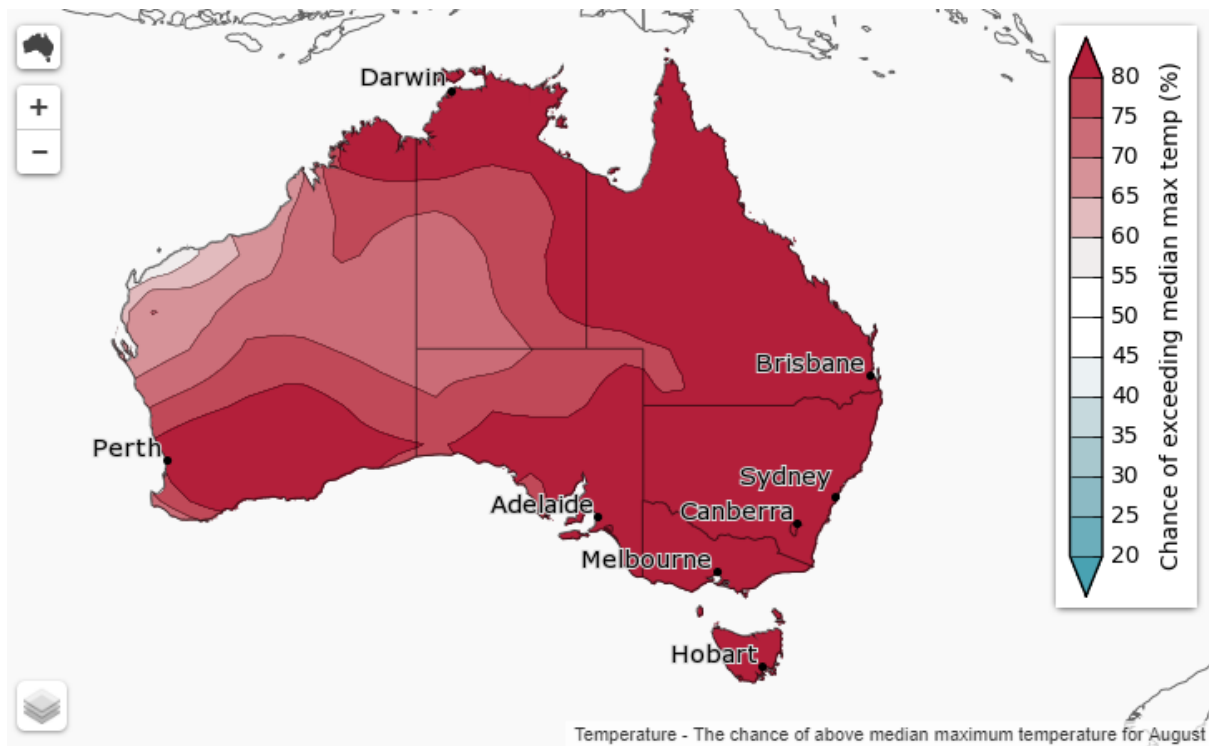 Darwin
+
−
Brisbane
Perth
Sydney
Adelaide
Canberra
Melbourne
Hobart
80
75
70
65
60
55
50
45
40
35
30
25
20
Chance of exceeding median max temp (%)
Temperature - The chance of above median maximum temperature for August